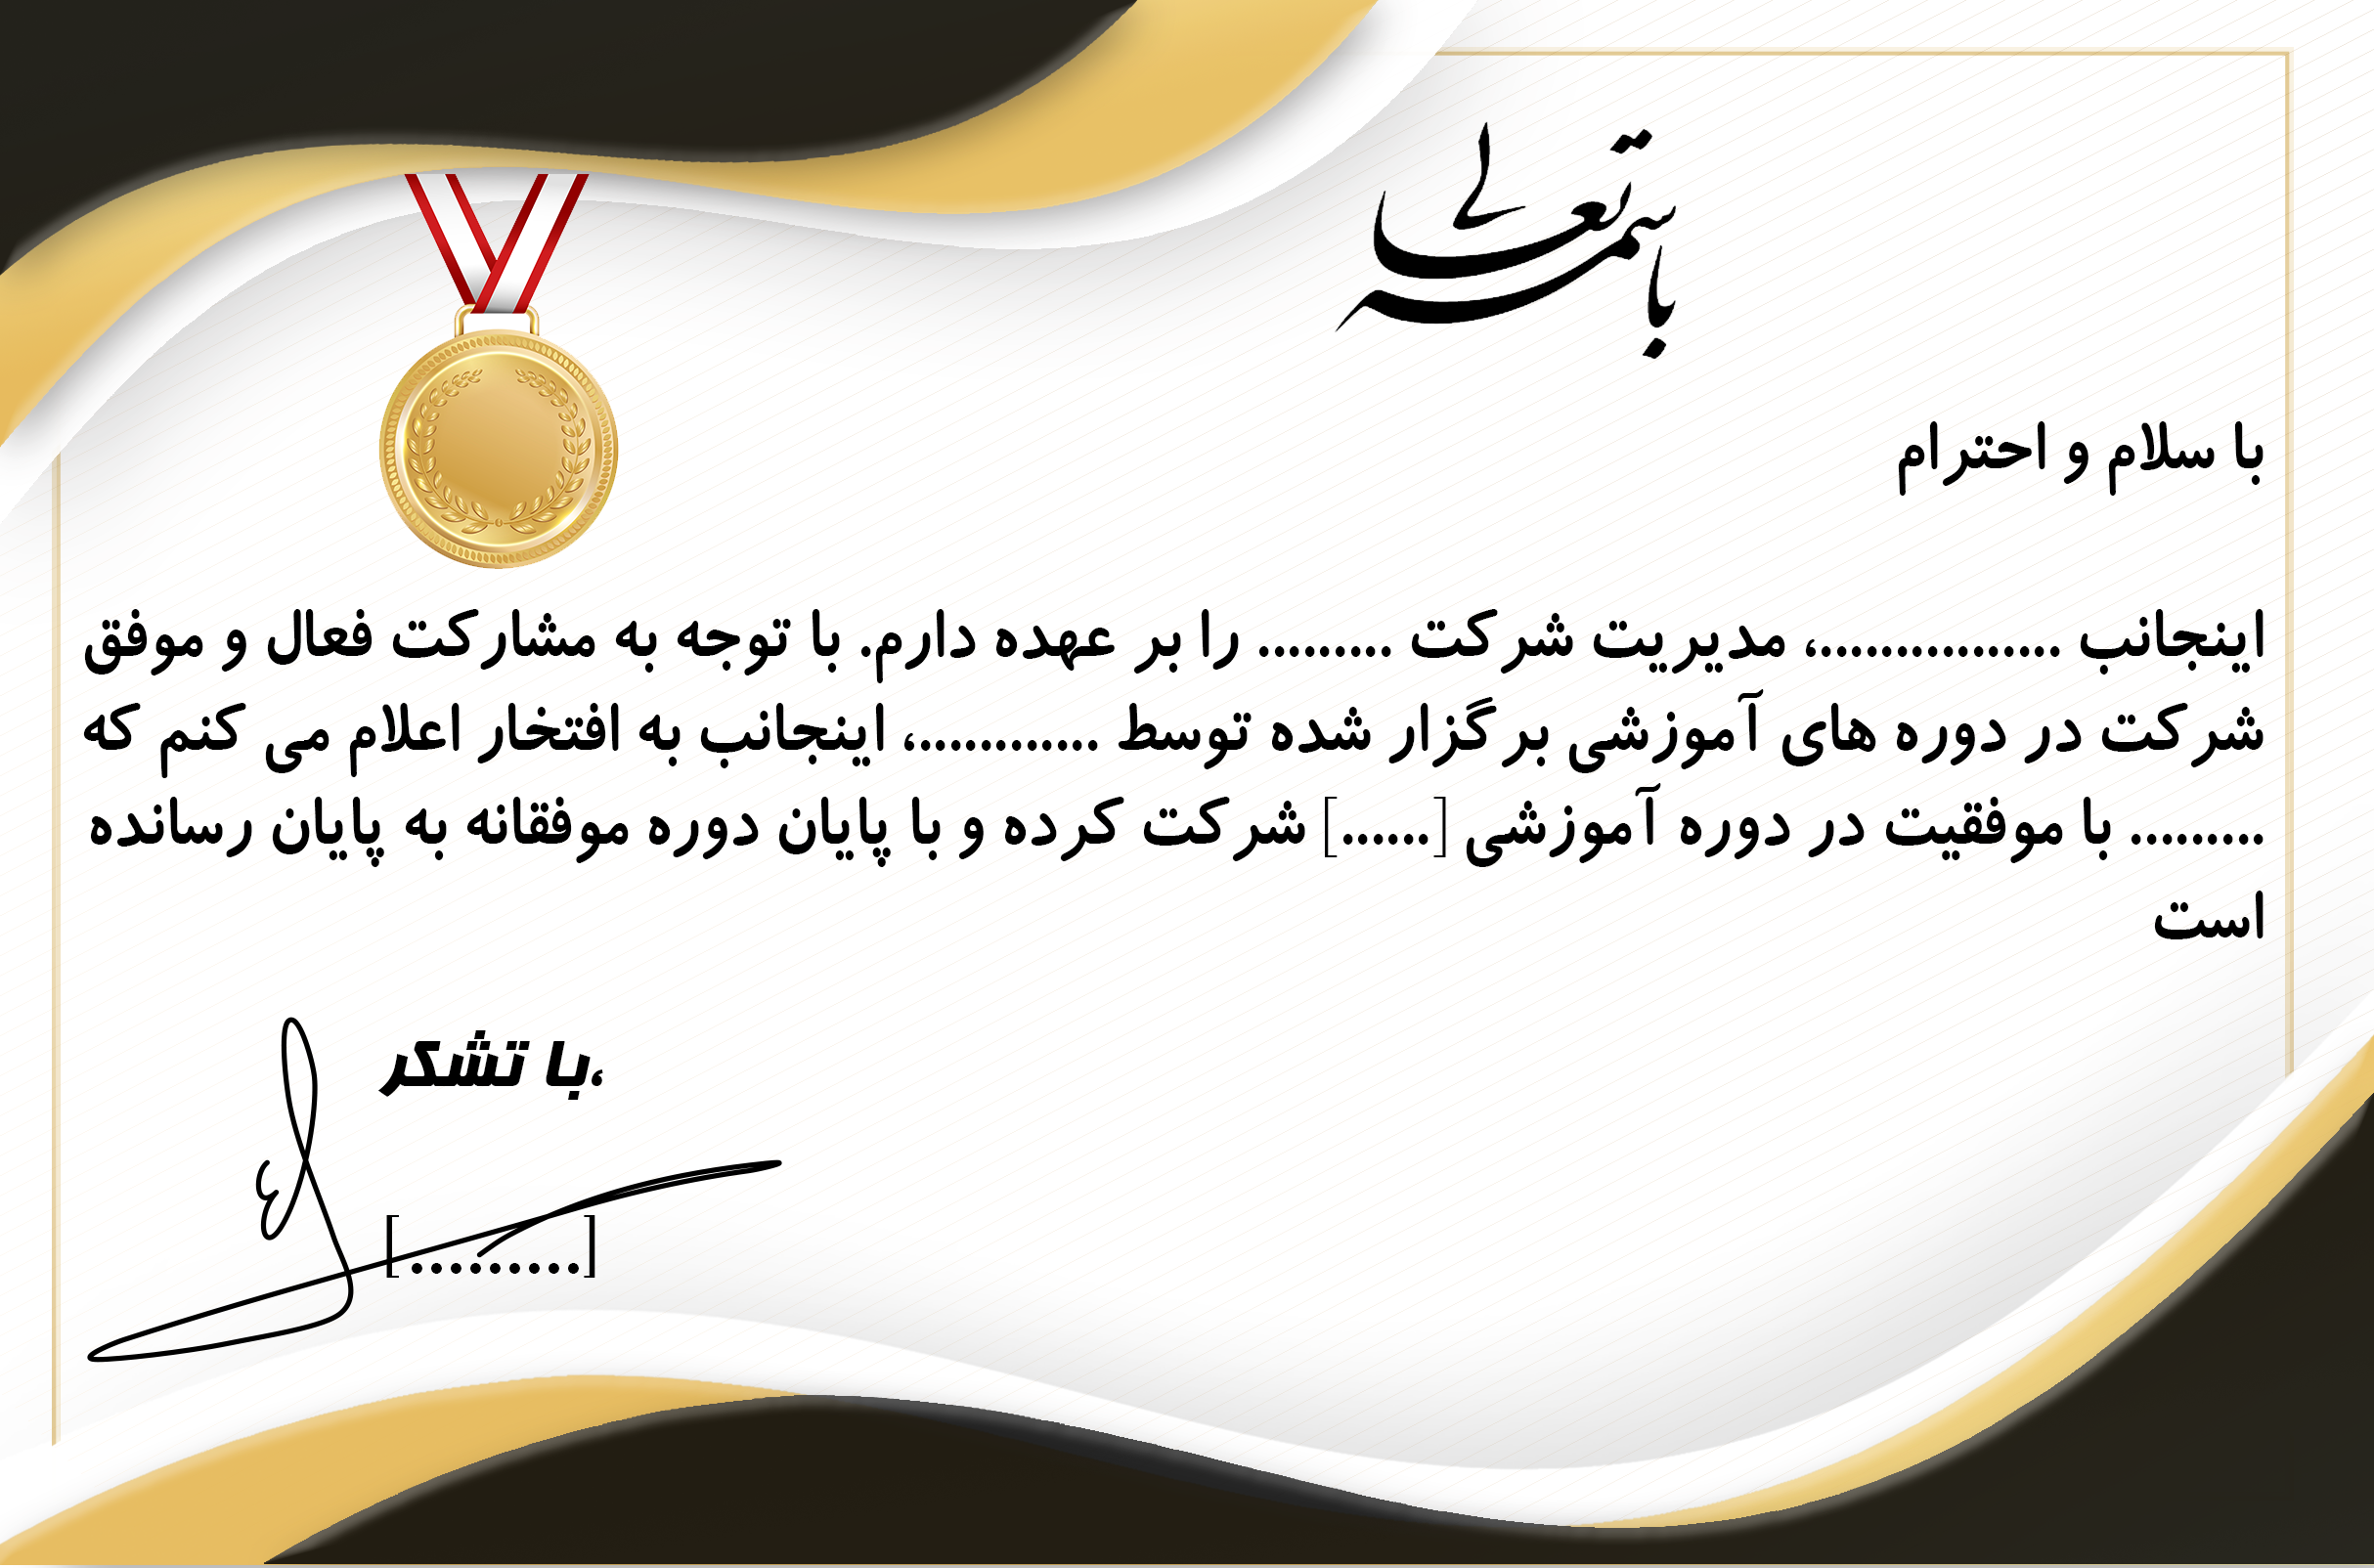 باسمه تعالی
با سلام و احترام
اینجانب ................، مدیریت شرکت ......... را بر عهده دارم. با توجه به مشارکت فعال و موفق
شرکت در دوره های آموزشی برگزار شده توسط ............، اینجانب به افتخار اعلام می کنم که
......... با موفقیت در دوره آموزشی [......] شرکت کرده و با پایان دوره موفقانه به پایان رسانده
است
،با تشکر
[.........]